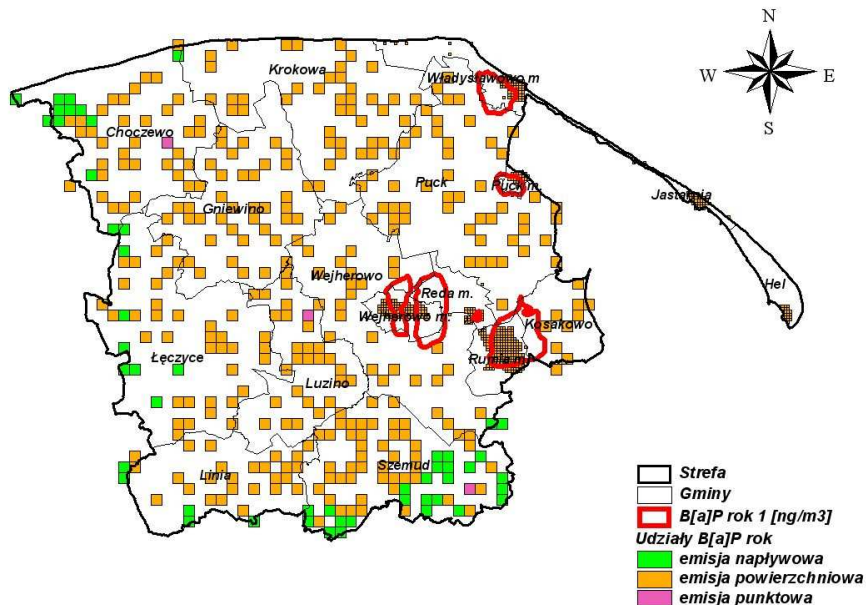 N
W E
S
Krokowa
Władysławowo m.
Choczewo
Puck
Puck m.
Jastarnia
Gniewino
Wejherowo
Reda m.
Hel
Wejherowo m.
Kosakowo
Rumia m.
Łęczyce
Luzino
Linia
Szemud
Strefa
Gminy
B[a]P rok 1 [ng/m3]
Udziały B[a]P rok
emisja napływowa
emisja powierzchniowa
emisja punktowa